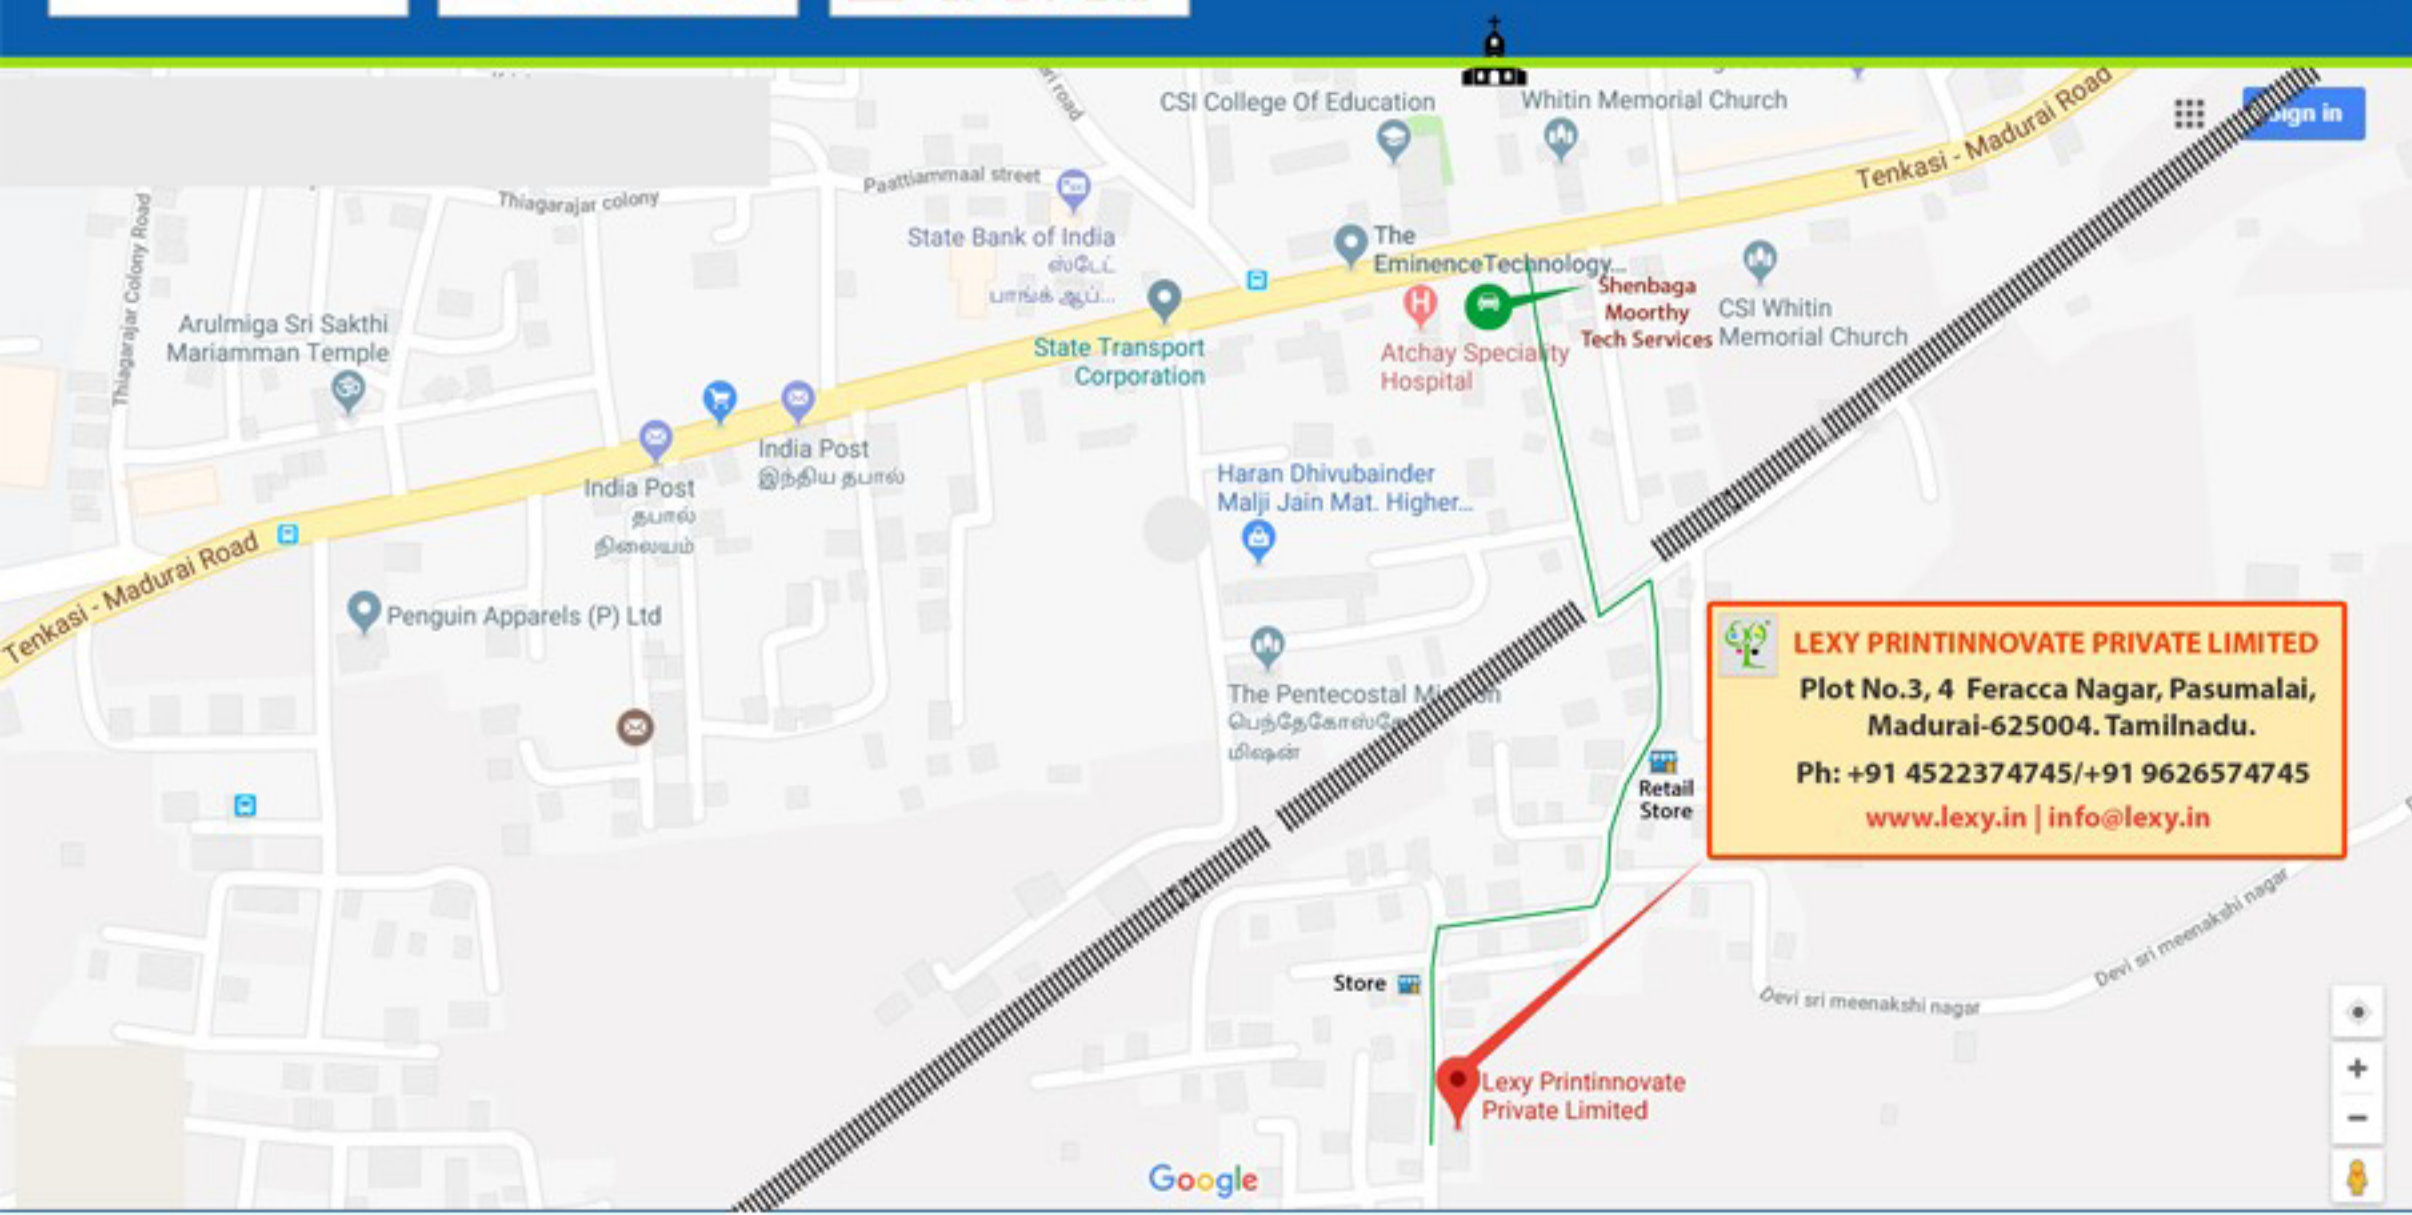 CSI College Of Education
Whitin Memorial Church
Tenkasi - Madurai Road
Sign in
Thiagarajar Colony Road
Thiagarajar colony
Paattiammaal street
State Bank of India
ஸ்டேட்
பாங்க் ஆப்...
The
EminenceTechnology...
Shenbaga
Moorthy
Tech Services
CSI Whitin
Memorial Church
Arulmiga Sri Sakthi
Mariamman Temple
State Transport
Corporation
Atchay Speciality
Hospital
India Post
இந்திய தபால்
India Post
தபால்
நிலையம்
Haran Dhivubainder
Malji Jain Mat. Higher...
Tenkasi - Madurai Road
Penguin Apparels (P) Ltd
The Pentecostal Mission
மிஷன்
LEXY PRINTINNOVATE PRIVATE LIMITED
Plot No.3, 4 Feracca Nagar, Pasumalai,
Madurai-625004. Tamilnadu.
Ph: +91 4522374745/+91 9626574745
www.lexy.in | info@lexy.in
Retail
Store
Store
Devi sri meenakshi nagar
Devi sri meenakshi nagar
Lexy Printinnovate
Private Limited
Google